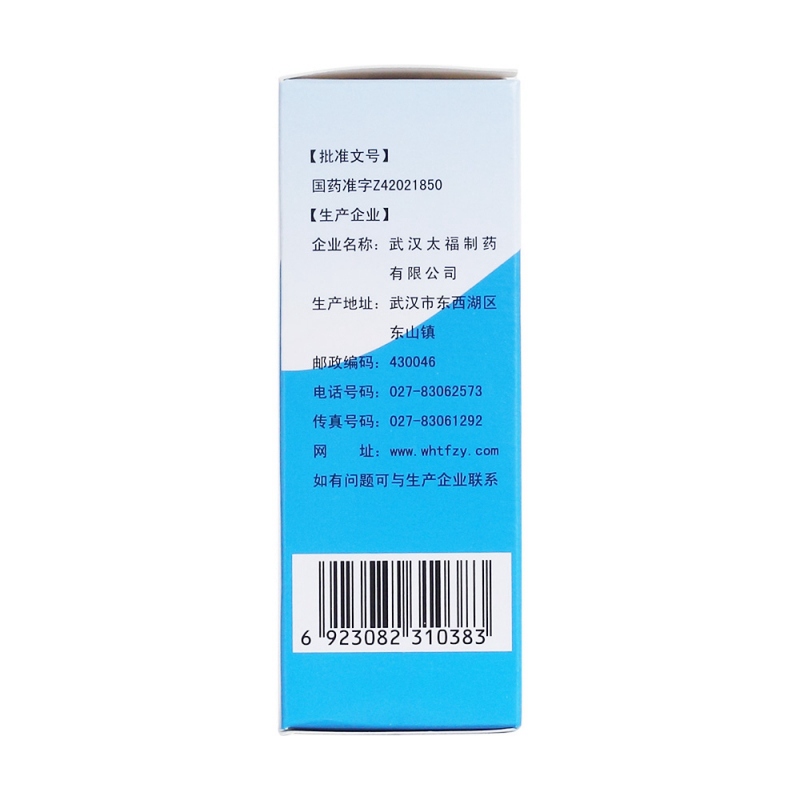 【批准文号】
国药准字Z42021850
【生产企业】
企业名称：武汉太福制药
有限公司
生产地址：武汉市东西湖区
东山镇
邮政编码：430046
电话号码：027-83062573
传真号码：027-83061292
网　　址：www.whtfzy.com
如有问题可与生产企业联系
6 923082 310383